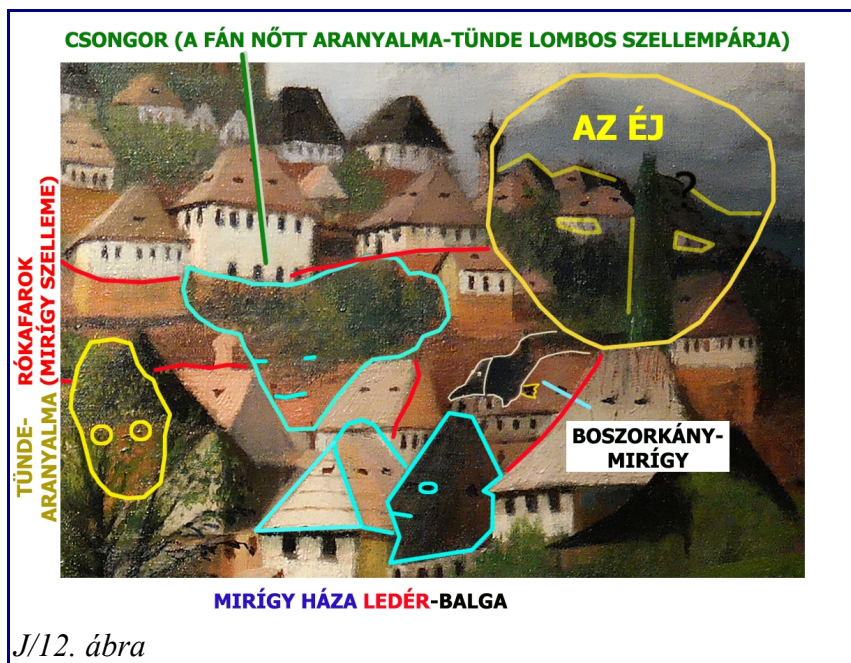 CSONGOR (A FÁN NŐTT ARANYALMA-TÜNDE LOMBOS SZELLEMPÁRJA)
AZ ÉJ
?
RÓKAFAROK
(MIRÍGY SZELLEME)
TÜNDE-
ARANYALMA
BOSZORKÁNY-
MIRÍGY
MIRÍGY HÁZA LEDÉR-BALGA
J/12. ábra